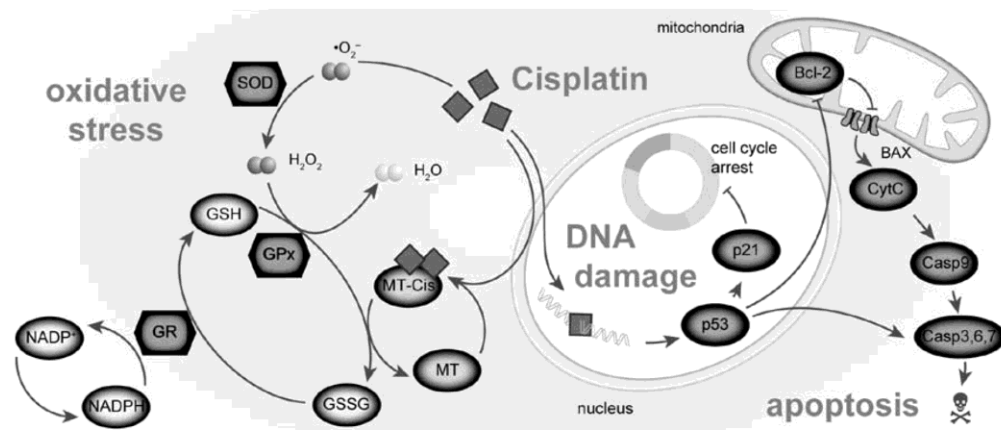 mitochondria
•O₂⁻
Bcl-2
SOD
Cisplatin
oxidative
stress
cell cycle
arrest
BAX
H₂O₂
H₂O
CytC
GSH
DNA
damage
GPx
p21
MT-Cis
Casp9
p53
NADP⁺
GR
Casp3,6,7
MT
NADPH
GSSG
nucleus
apoptosis